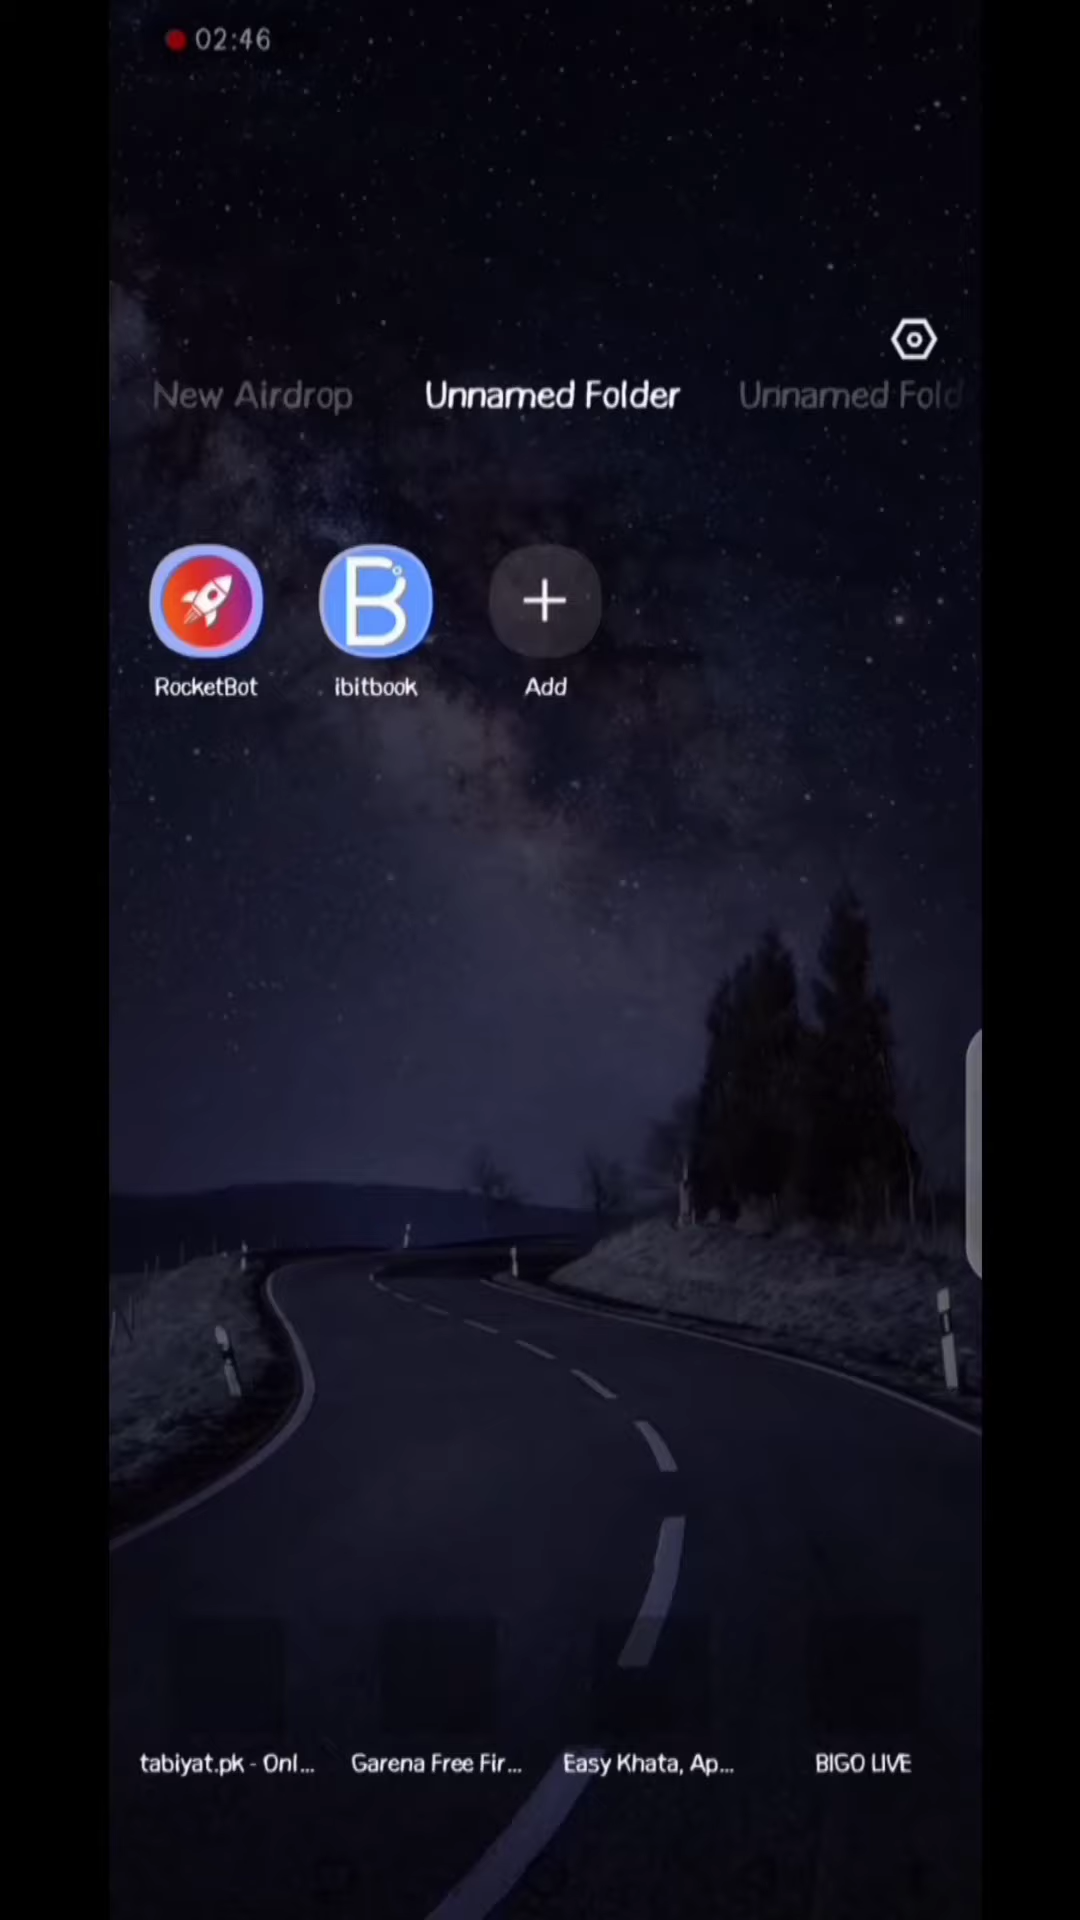 02:46
New Airdrop Unnamed Folder Unnamed Fold
RocketBot ibitbook Add
tabiyat.pk - Onl... Garena Free Fir... Easy Khata, Ap... BIGO LIVE